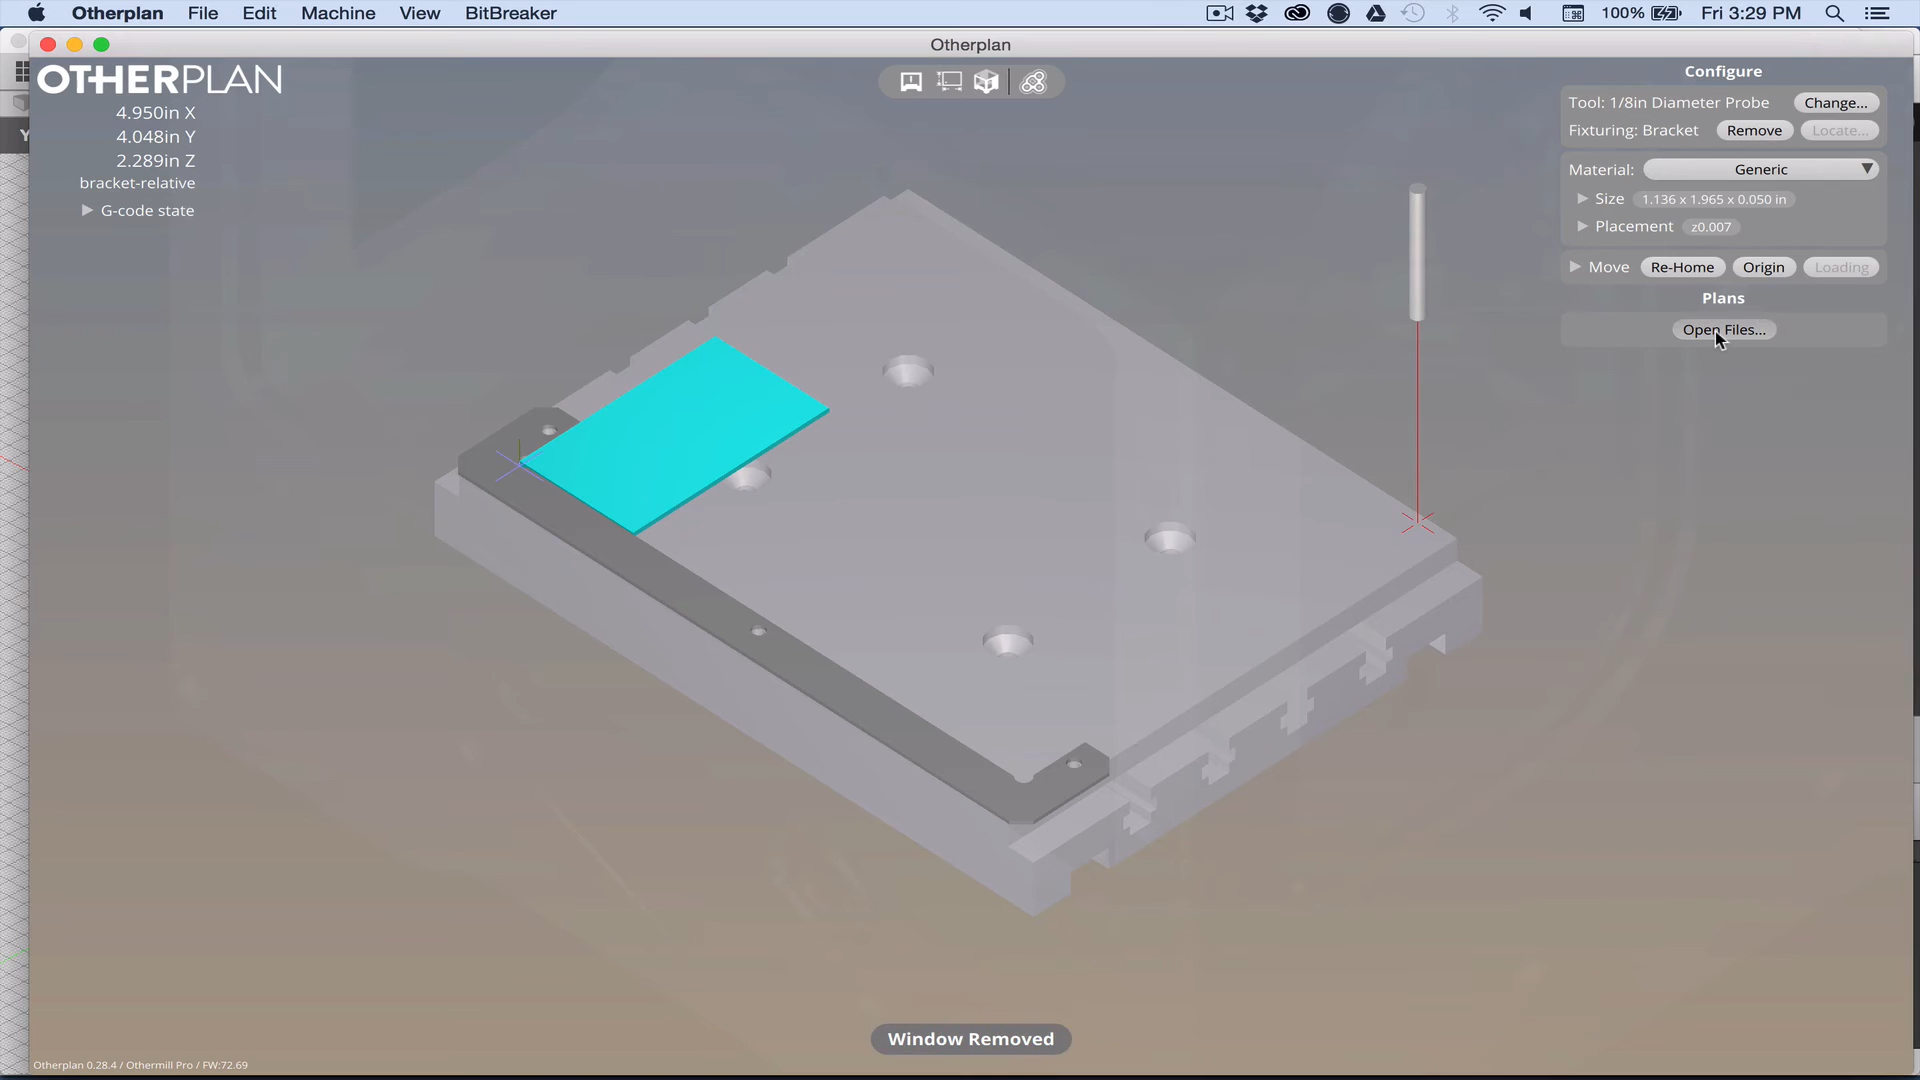 Otherplan File Edit Machine View BitBreaker 100% Fri 3:29 PM
Otherplan
OTHERPLAN
4.950in X
4.048in Y
2.289in Z
bracket-relative
G-code state
Configure
Tool: 1/8in Diameter Probe Change...
Fixturing: Bracket Remove Locate...
Material: Generic
Size 1.136 x 1.965 x 0.050 in
Placement z0.007
Move Re-Home Origin Loading
Plans
Open Files...
Y
Window Removed
Otherplan 0.28.4 / Othermill Pro / FW:72.69